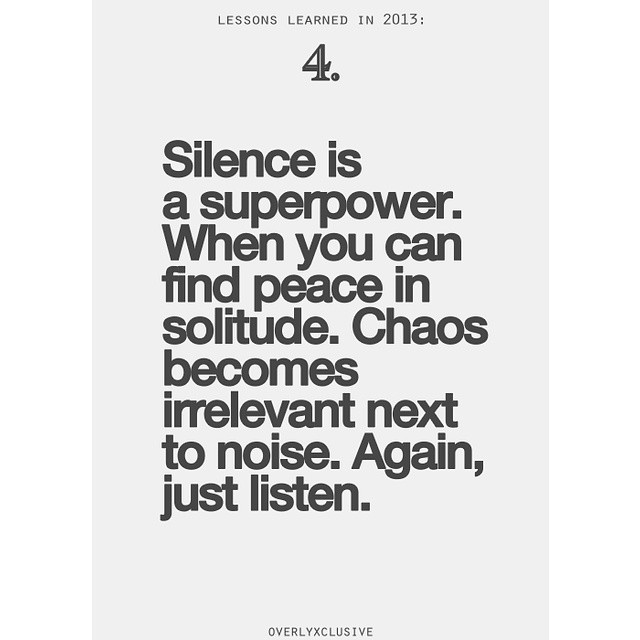 LESSONS LEARNED IN 2013:
4.
Silence is
a superpower.
When you can
find peace in
solitude. Chaos
becomes
irrelevant next
to noise. Again,
just listen.
OVERLYXCLUSIVE